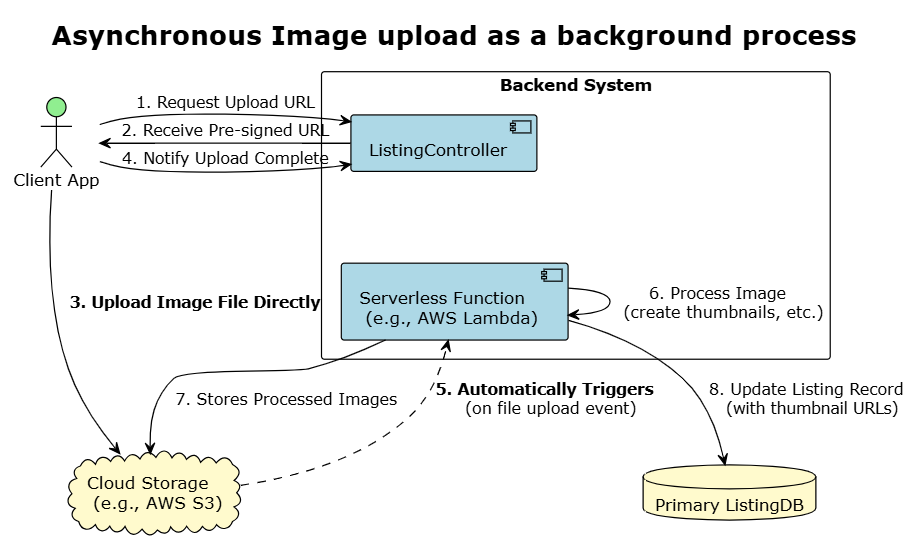 Asynchronous Image upload as a background process
Backend System
1. Request Upload URL
2. Receive Pre-signed URL
4. Notify Upload Complete
ListingController
Client App
3. Upload Image File Directly
Serverless Function
(e.g., AWS Lambda)
6. Process Image
(create thumbnails, etc.)
7. Stores Processed Images
5. Automatically Triggers
(on file upload event)
8. Update Listing Record
(with thumbnail URLs)
Cloud Storage
(e.g., AWS S3)
Primary ListingDB